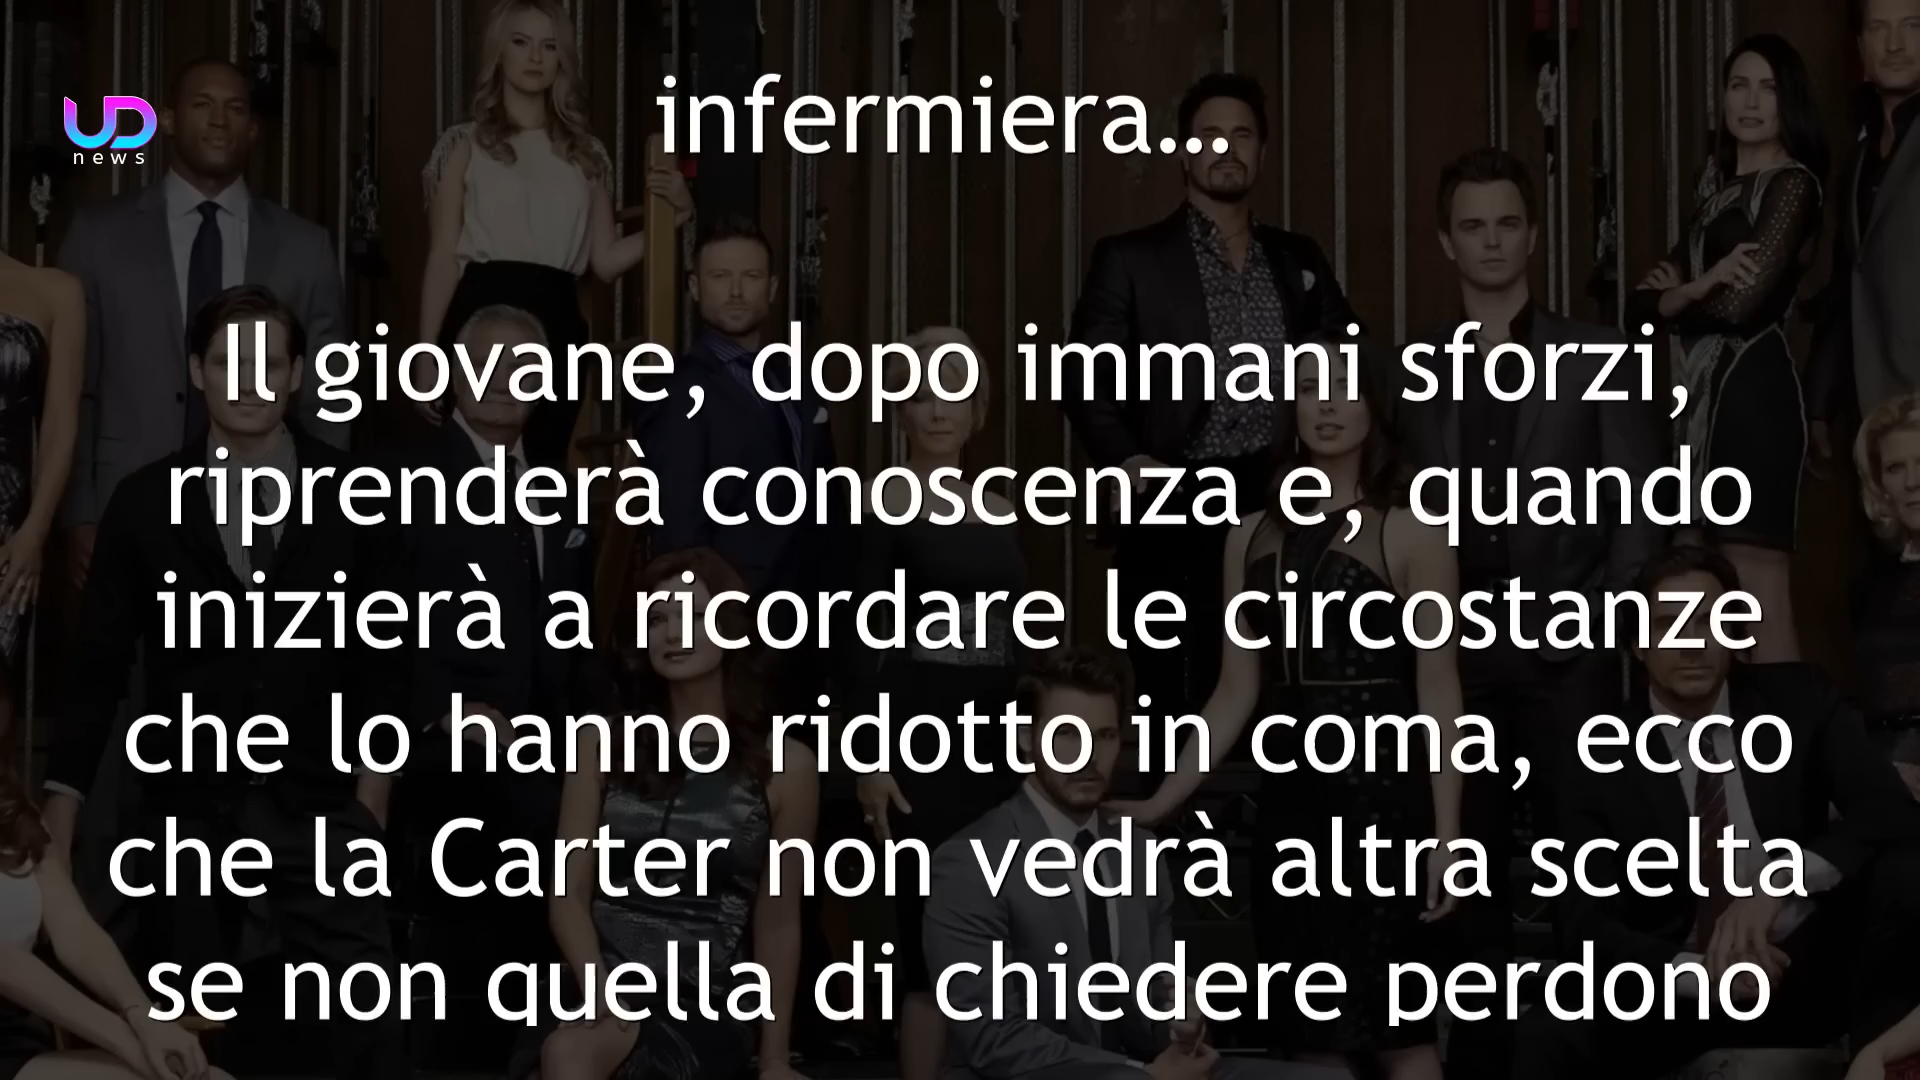 UD
news
infermiera...
Il giovane, dopo immani sforzi,
riprenderà conoscenza e, quando
inizierà a ricordare le circostanze
che lo hanno ridotto in coma, ecco
che la Carter non vedrà altra scelta
se non quella di chiedere perdono